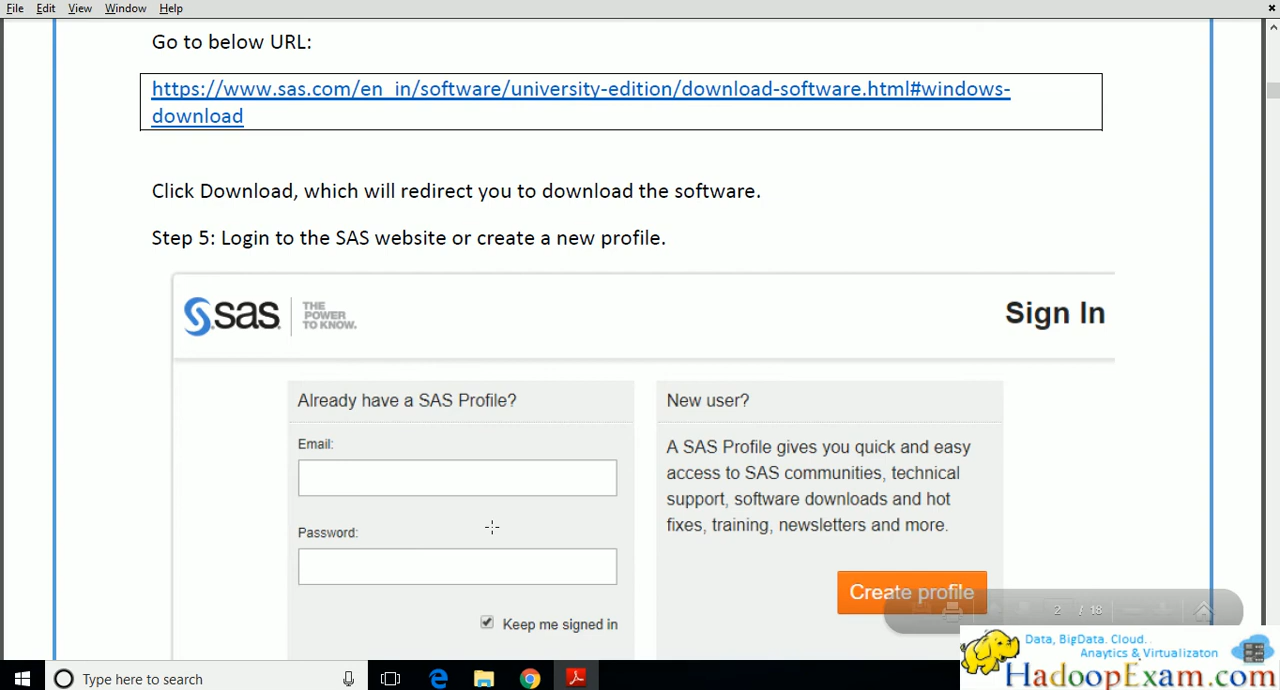 File Edit View Window Help
Go to below URL:
https://www.sas.com/en_in/software/university-edition/download-software.html#windows-
download
Click Download, which will redirect you to download the software.
Step 5: Login to the SAS website or create a new profile.
sas THE
POWER
TO KNOW.
Sign In
Already have a SAS Profile?
Email:
Password:
Keep me signed in
New user?
A SAS Profile gives you quick and easy
access to SAS communities, technical
support, software downloads and hot
fixes, training, newsletters and more.
Create profile
2 / 18
Data, BigData. Cloud..
Anaytics & Virtualizaton
HadoopExam.com
Type here to search